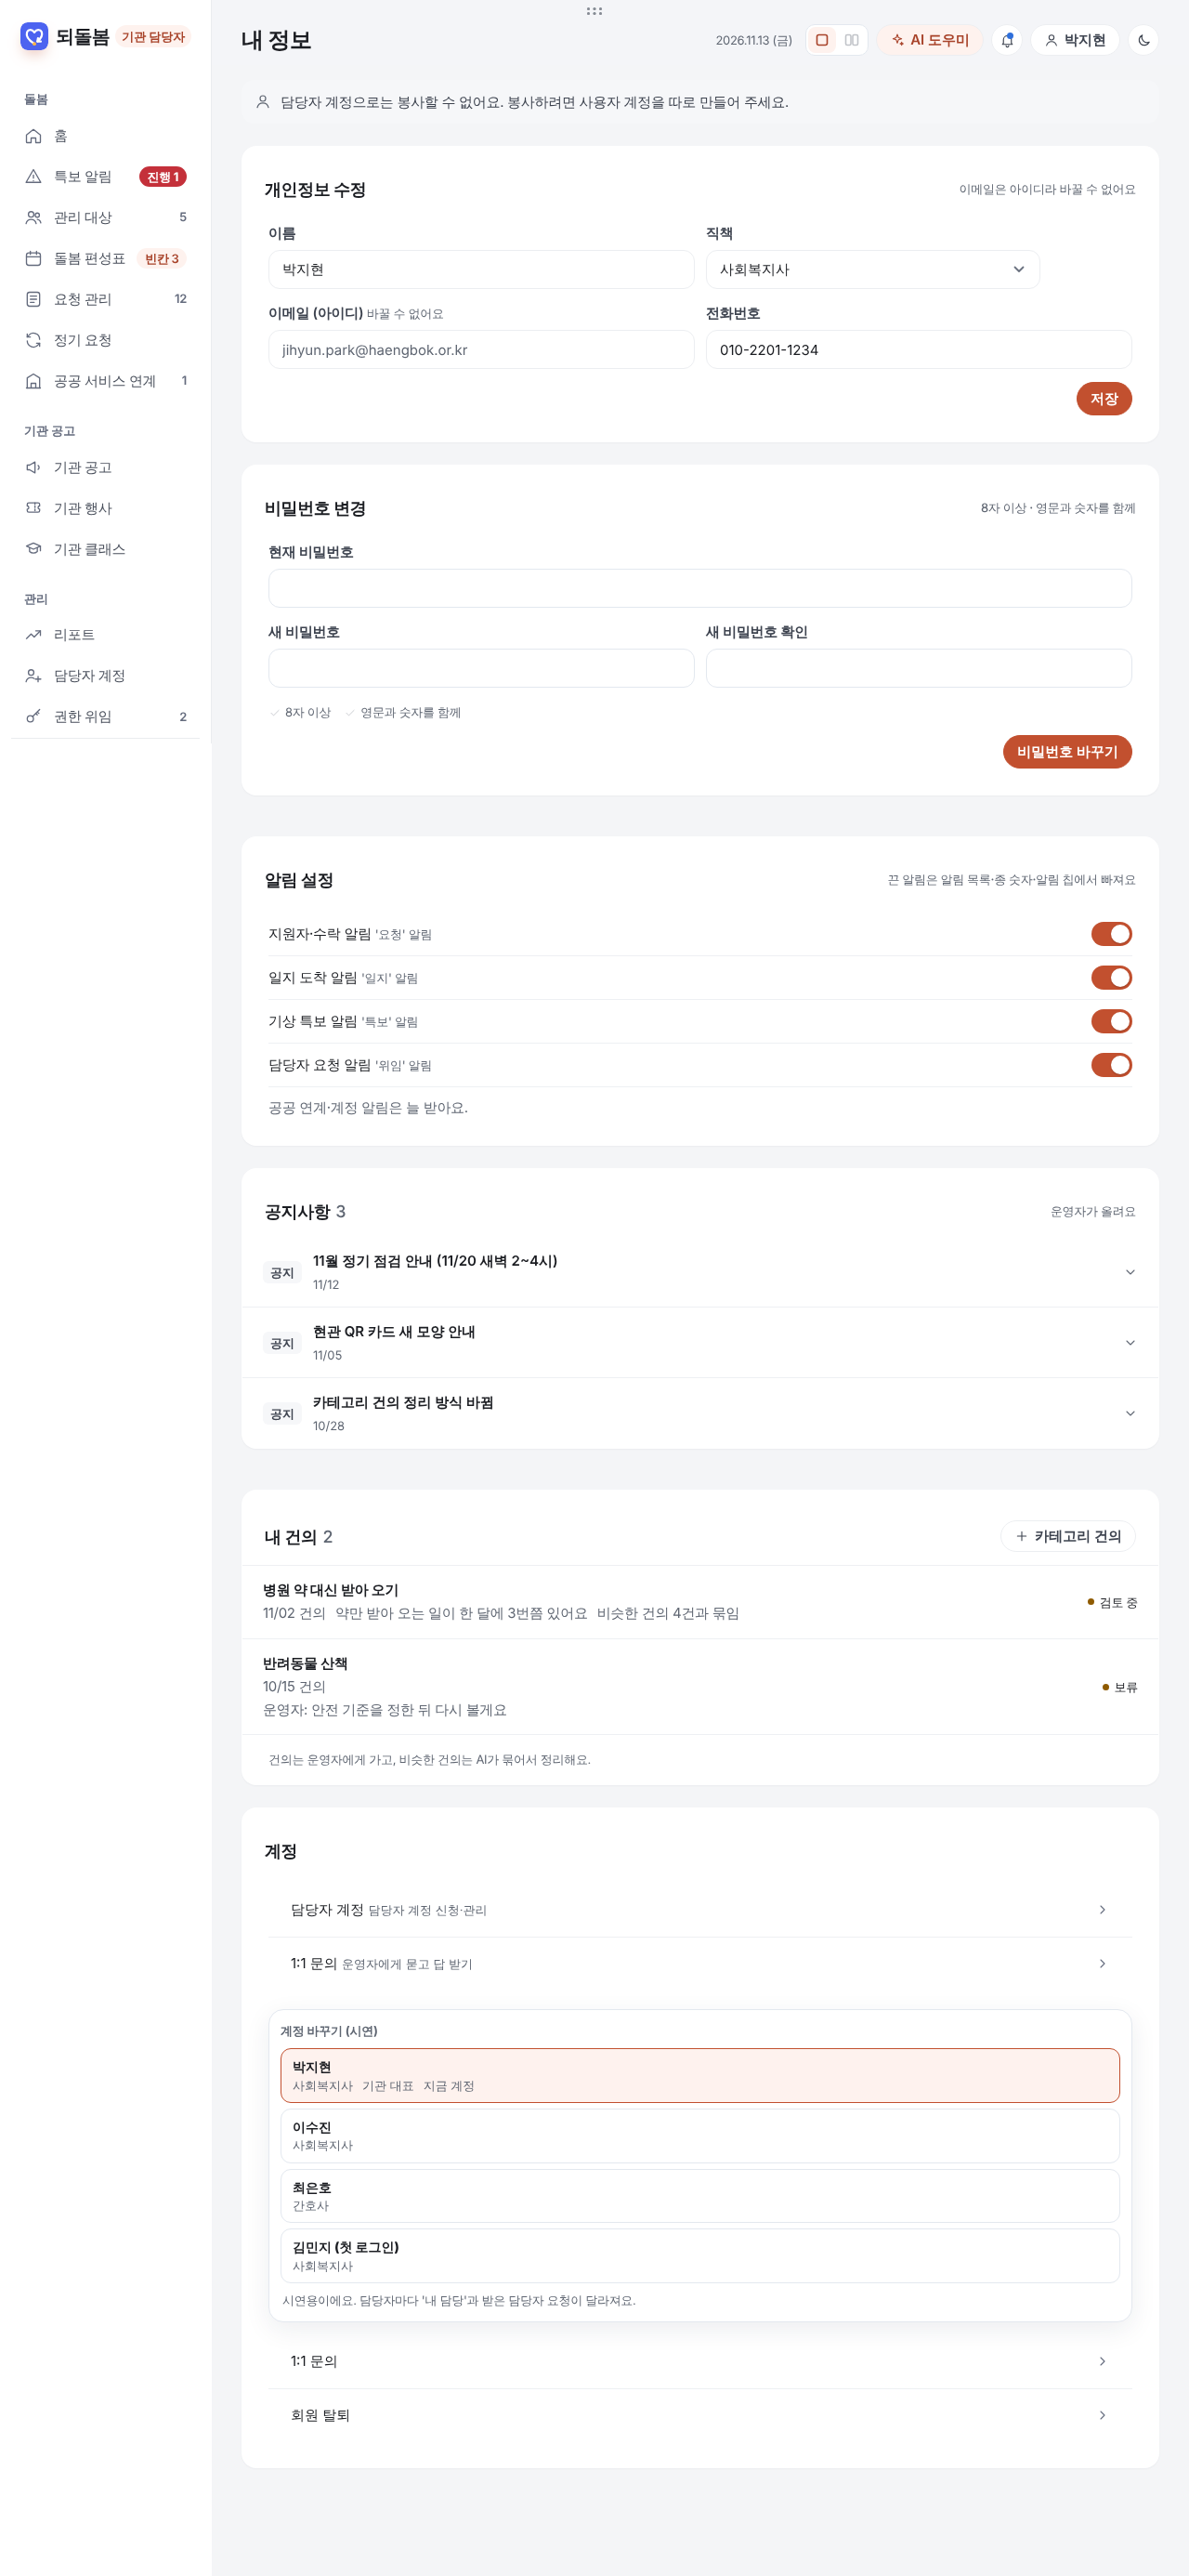 되돌봄 기관 담당자
돌봄
홈
특보 알림 진행 1
관리 대상 5
돌봄 편성표 빈칸 3
요청 관리 12
정기 요청
공공 서비스 연계 1
기관 공고
기관 공고
기관 행사
기관 클래스
관리
리포트
담당자 계정
권한 위임 2
내 정보
2026.11.13 (금) AI 도우미 박지현
담당자 계정으로는 봉사할 수 없어요. 봉사하려면 사용자 계정을 따로 만들어 주세요.
개인정보 수정 이메일은 아이디라 바꿀 수 없어요
이름 직책
박지현 사회복지사
이메일 (아이디) 바꿀 수 없어요 전화번호
jihyun.park@haengbok.or.kr 010-2201-1234
저장
비밀번호 변경 8자 이상 · 영문과 숫자를 함께
현재 비밀번호
새 비밀번호 새 비밀번호 확인
8자 이상 영문과 숫자를 함께
비밀번호 바꾸기
알림 설정 끈 알림은 알림 목록·종 숫자·알림 칩에서 빠져요
지원자·수락 알림 '요청' 알림
일지 도착 알림 '일지' 알림
기상 특보 알림 '특보' 알림
담당자 요청 알림 '위임' 알림
공공 연계·계정 알림은 늘 받아요.
공지사항 3 운영자가 올려요
공지 11월 정기 점검 안내 (11/20 새벽 2~4시)
11/12
공지 현관 QR 카드 새 모양 안내
11/05
공지 카테고리 건의 정리 방식 바뀜
10/28
내 건의 2 카테고리 건의
병원 약 대신 받아 오기
11/02 건의 약만 받아 오는 일이 한 달에 3번쯤 있어요 비슷한 건의 4건과 묶임
검토 중
반려동물 산책
10/15 건의
보류
운영자: 안전 기준을 정한 뒤 다시 볼게요
건의는 운영자에게 가고, 비슷한 건의는 AI가 묶어서 정리해요.
계정
담당자 계정 담당자 계정 신청·관리
1:1 문의 운영자에게 묻고 답 받기
계정 바꾸기 (시연)
박지현
사회복지사 기관 대표 지금 계정
이수진
사회복지사
최은호
간호사
김민지 (첫 로그인)
사회복지사
시연용이에요. 담당자마다 '내 담당'과 받은 담당자 요청이 달라져요.
1:1 문의
회원 탈퇴